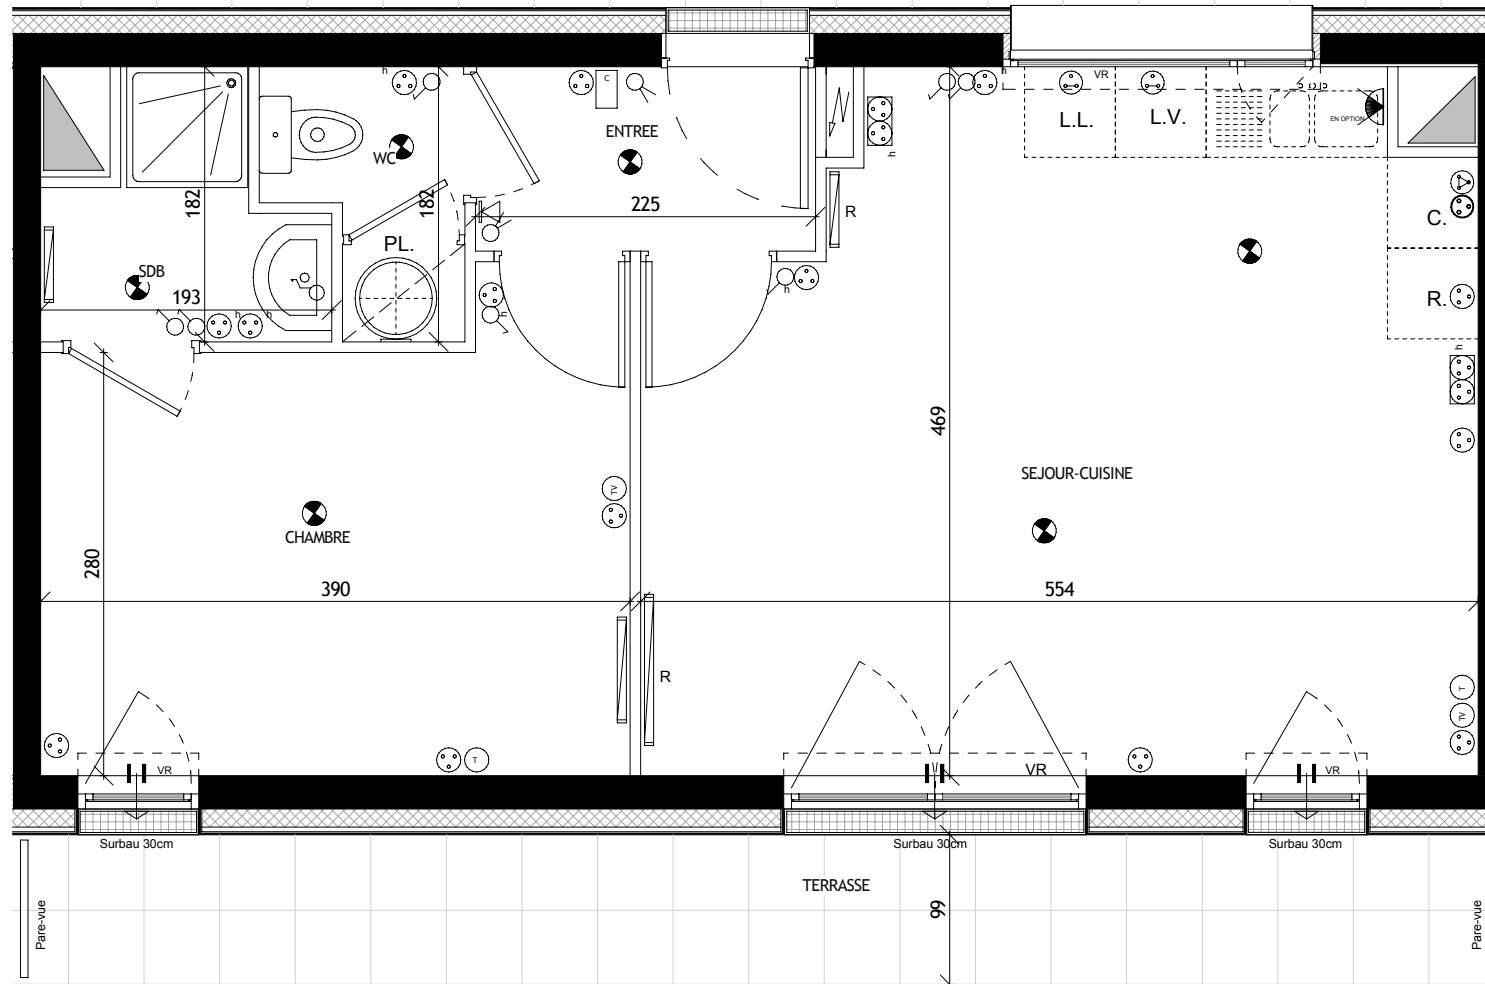 h
C
VR
h
L.L.
L.V.
EN OPTION
ENTREE
WC
h
182
182
225
R
C.
PL.
SDB
h
R.
193
h
h
h
469
SEJOUR-CUISINE
TV
CHAMBRE
280
390
554
R
T
TV
T
VR
VR
VR
Surbau 30cm
Surbau 30cm
Surbau 30cm
TERRASSE
99
Pare-vue
Pare-vue